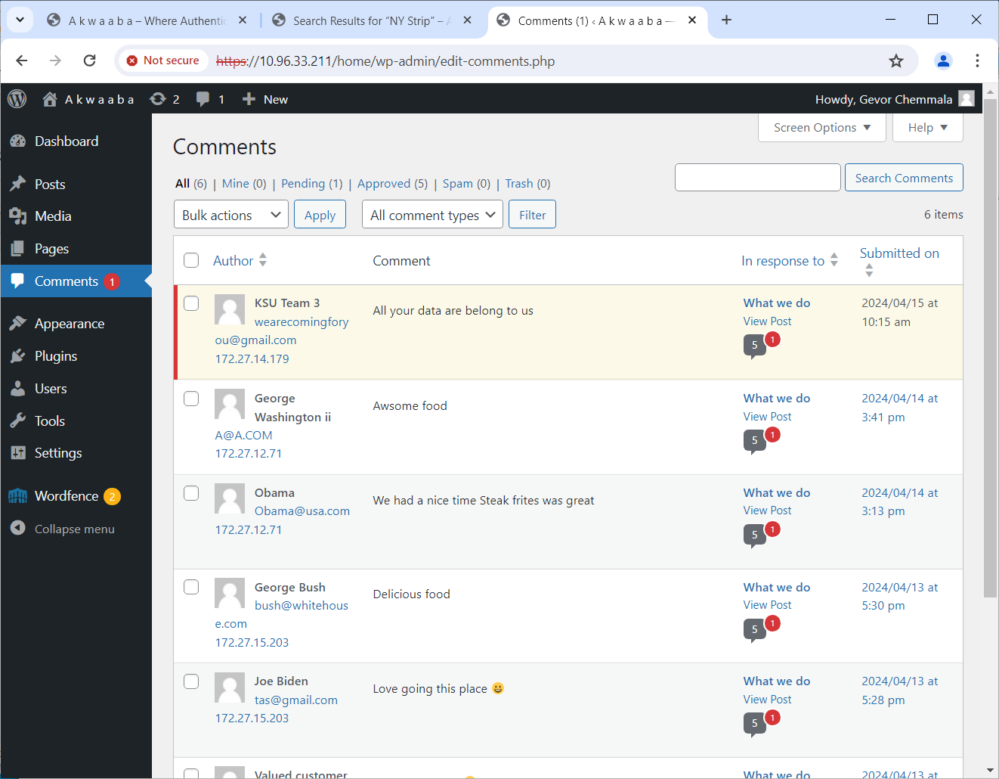 A k w a a b a – Where Authentic
Search Results for “NY Strip” – A
Comments (1) ‹ A k w a a b a —
Not secure
https://10.96.33.211/home/wp-admin/edit-comments.php
A k w a a b a
2
1
New
Howdy, Gevor Chemmala
Dashboard
Posts
Media
Pages
Comments 1
Appearance
Plugins
Users
Tools
Settings
Wordfence 2
Collapse menu
Screen Options
Help
Comments
All (6) | Mine (0) | Pending (1) | Approved (5) | Spam (0) | Trash (0)
Search Comments
Bulk actions
Apply
All comment types
Filter
6 items
Author
Comment
In response to
Submitted on
KSU Team 3
wearecomingfory
ou@gmail.com
172.27.14.179
All your data are belong to us
What we do
View Post
5 1
2024/04/15 at
10:15 am
George
Washington ii
A@A.COM
172.27.12.71
Awsome food
What we do
View Post
5 1
2024/04/14 at
3:41 pm
Obama
Obama@usa.com
172.27.12.71
We had a nice time Steak frites was great
What we do
View Post
5 1
2024/04/14 at
3:13 pm
George Bush
bush@whitehous
e.com
172.27.15.203
Delicious food
What we do
View Post
5 1
2024/04/13 at
5:30 pm
Joe Biden
tas@gmail.com
172.27.15.203
Love going this place 😀
What we do
View Post
5 1
2024/04/13 at
5:28 pm
Valued customer
What we do
2024/04/13 at